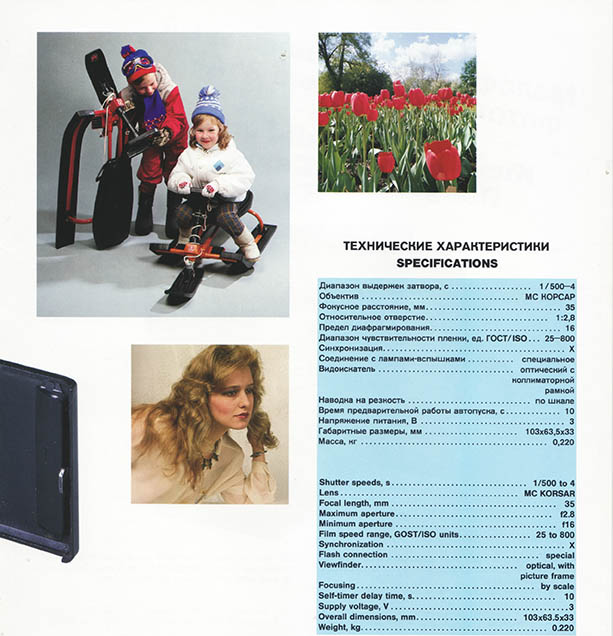 ТЕХНИЧЕСКИЕ ХАРАКТЕРИСТИКИ
SPECIFICATIONS
Диапазон выдержек затвора, с ........ 1/500—4
Объектив ........ МС КОРСАР
Фокусное расстояние, мм ........ 35
Относительное отверстие ........ 1:2,8
Предел диафрагмирования ........ 16
Диапазон чувствительности пленки, ед. ГОСТ/ISO ... 25—800
Синхронизация ........ X
Соединение с лампами-вспышками ........ специальное
Видоискатель ........ оптический с
коллиматорной
рамкой
Наводка на резкость ........ по шкале
Время предварительной работы автопуска, с ........ 10
Напряжение питания, В ........ 3
Габаритные размеры, мм ........ 103x63,5x33
Масса, кг ........ 0,220
Shutter speeds, s ........ 1/500 to 4
Lens ........ MC KORSAR
Focal length, mm ........ 35
Maximum aperture ........ f2.8
Minimum aperture ........ f16
Film speed range, GOST/ISO units ........ 25 to 800
Synchronization ........ X
Flash connection ........ special
Viewfinder ........ optical, with
picture frame
Focusing ........ by scale
Self-timer delay time, s ........ 10
Supply voltage, V ........ 3
Overall dimensions, mm ........ 103x63.5x33
Weight, kg ........ 0.220